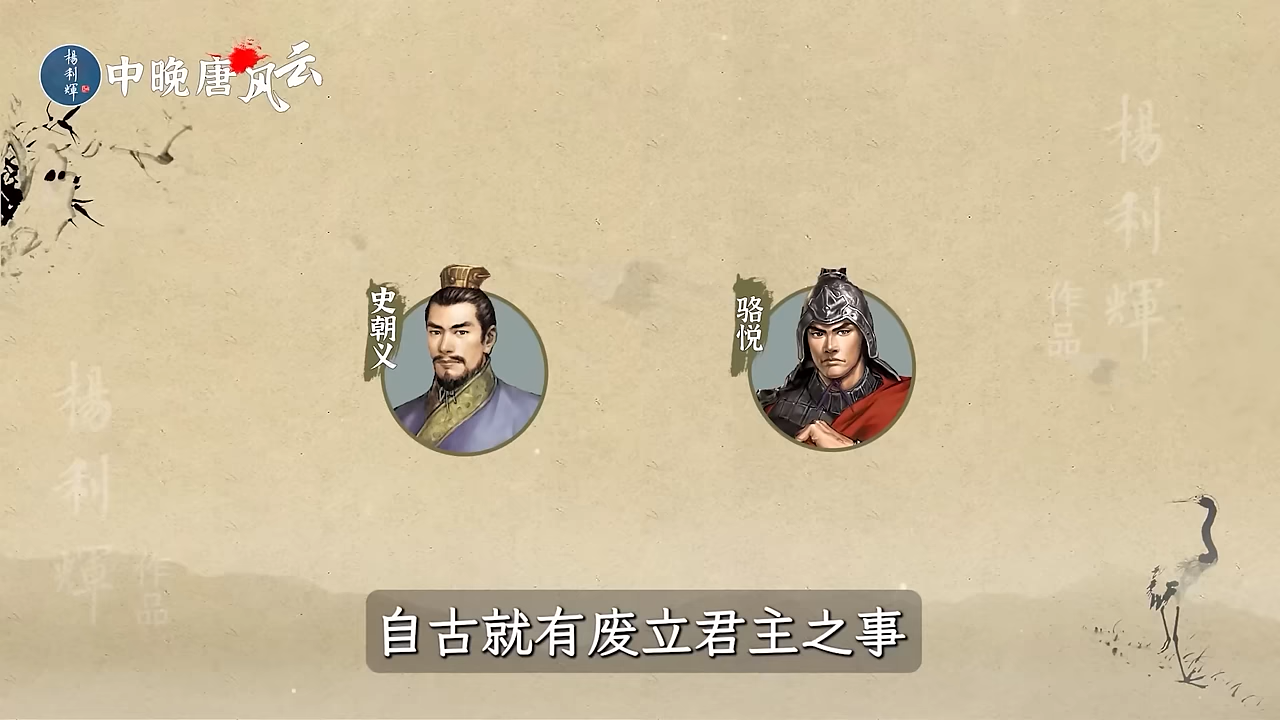 楊利輝
中晚唐风云
楊利輝
作品
史朝义
骆悦
楊利輝
作品
自古就有废立君主之事